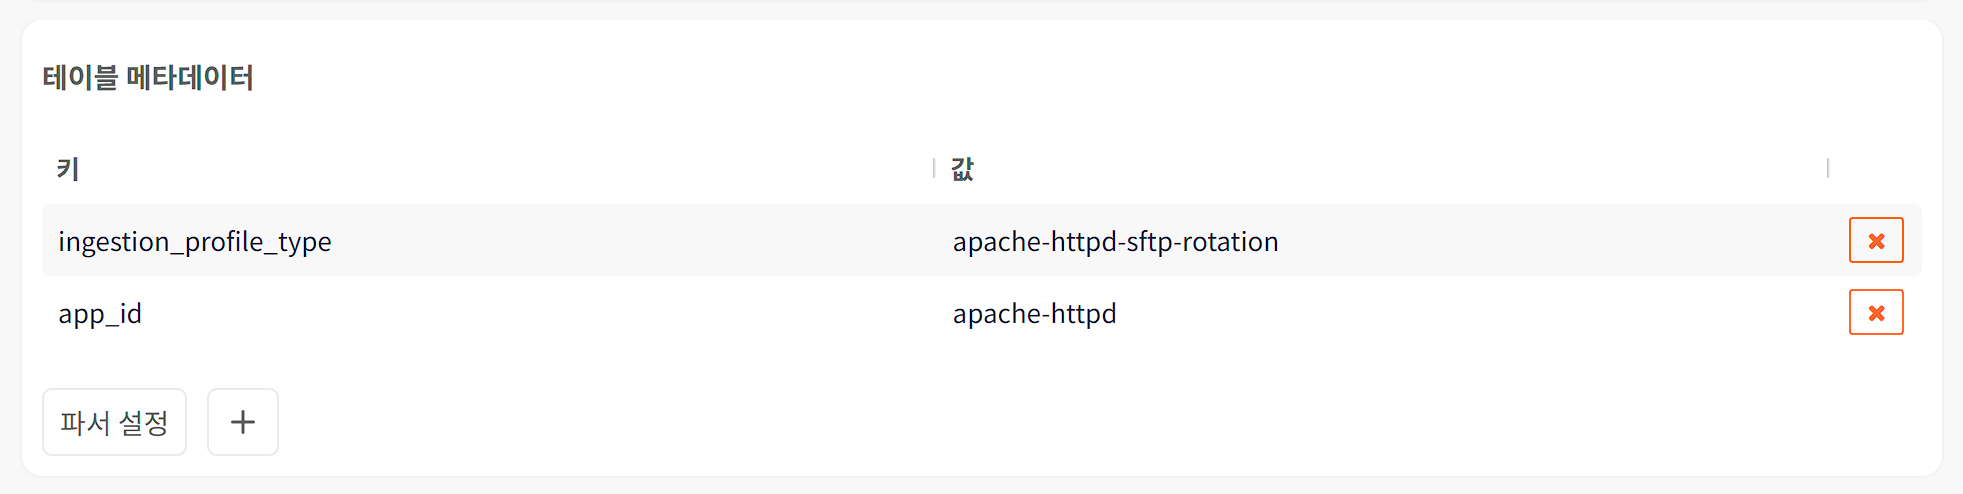 테이블 메타데이터
키 값
ingestion_profile_type apache-httpd-sftp-rotation
app_id apache-httpd
파서 설정